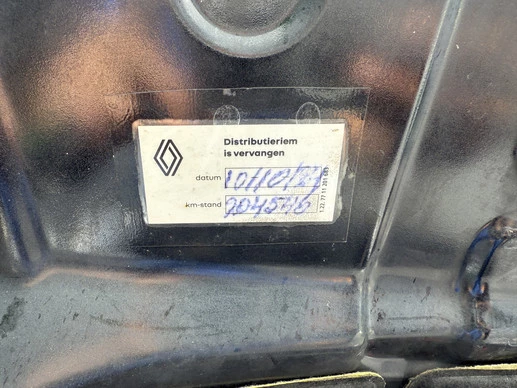 Distributieriem
is vervangen
datum 10/10/23
km-stand 204546